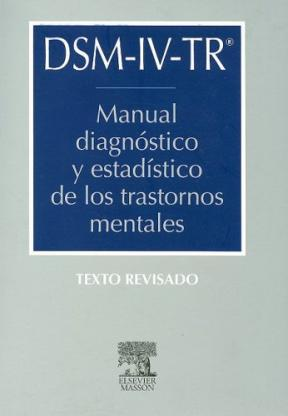 DSM-IV-TR®
Manual
diagnóstico
y estadístico
de los trastornos
mentales
TEXTO REVISADO
ELSEVIER
MASSON